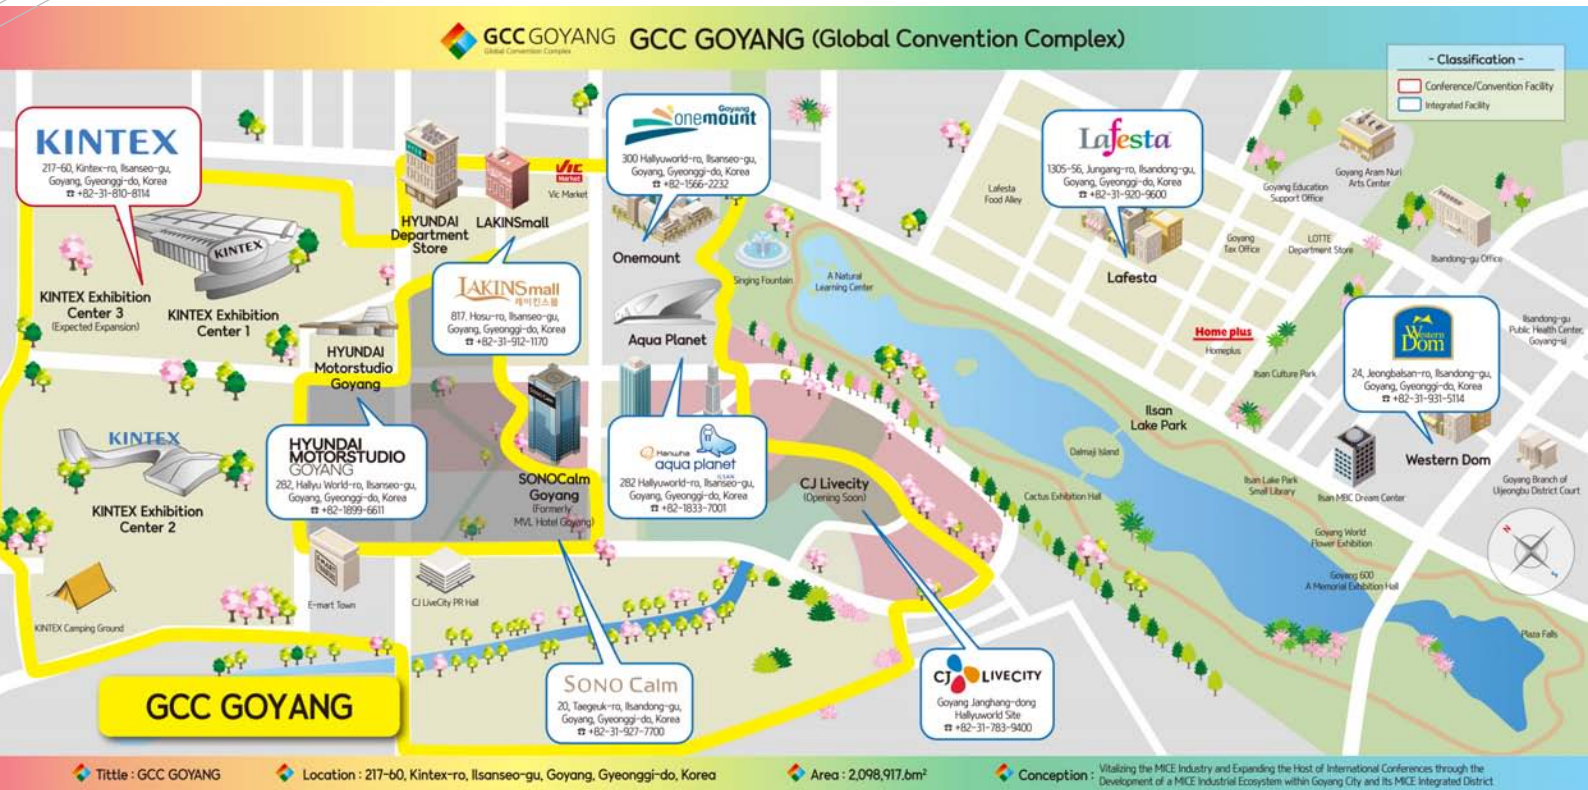 GCC GOYANG
Global Convention Complex
GCC GOYANG (Global Convention Complex)
- Classification -
Conference/Convention Facility
Integrated Facility
KINTEX
217-60, Kintex-ro, Ilsanseo-gu,
Goyang, Gyeonggi-do, Korea
☎ +82-31-810-8114
KINTEX
KINTEX Exhibition
Center 3
(Expected Expansion)
KINTEX Exhibition
Center 1
HYUNDAI
Department
Store
LAKINSmall
Vic
Market
Vic Market
LAKINSmall
레이킨스몰
817, Hosu-ro, Ilsanseo-gu,
Goyang, Gyeonggi-do, Korea
☎ +82-31-912-1170
Goyang
onemount
300 Hallyuworld-ro, Ilsanseo-gu,
Goyang, Gyeonggi-do, Korea
☎ +82-1566-2232
Onemount
Singing Fountain
A Natural
Learning Center
Aqua Planet
Hanwha
aqua planet
ILSAN
282 Hallyuworld-ro, Ilsanseo-gu,
Goyang, Gyeonggi-do, Korea
☎ +82-1833-7001
HYUNDAI
Motorstudio
Goyang
HYUNDAI
MOTORSTUDIO
GOYANG
282, Hallyu World-ro, Ilsanseo-gu,
Goyang, Gyeonggi-do, Korea
☎ +82-1899-6611
KINTEX
KINTEX Exhibition
Center 2
SONO Calm
SONOCalm
Goyang
(Formerly
MVL Hotel Goyang)
CJ Livecity
(Opening Soon)
E-mart Town
CJ LiveCity PR Hall
KINTEX Camping Ground
GCC GOYANG
SONO Calm
20, Taegeuk-ro, Ilsandong-gu,
Goyang, Gyeonggi-do, Korea
☎ +82-31-927-7700
CJ LIVECITY
Goyang Janghang-dong
Hallyuworld Site
☎ +82-31-783-9400
Lafesta
Food Alley
Lafesta
1305-56, Jungang-ro, Ilsandong-gu,
Goyang, Gyeonggi-do, Korea
☎ +82-31-920-9600
Lafesta
Goyang Education
Support Office
Goyang Aram Nuri
Arts Center
Goyang
Tax Office
LOTTE
Department Store
Ilsandong-gu Office
Home plus
Homeplus
Ilsan Culture Park
Ilsandong-gu
Public Health Center,
Goyang-si
Western
Dom
24, Jeongbalsan-ro, Ilsandong-gu,
Goyang, Gyeonggi-do, Korea
☎ +82-31-931-5114
Western Dom
Ilsan
Lake Park
Dalmaji Island
Cactus Exhibition Hall
Ilsan Lake Park
Small Library
Ilsan MBC Dream Center
Goyang Branch of
Uijeongbu District Court
Goyang World
Flower Exhibition
Goyang 600
A Memorial Exhibition Hall
Plaza Falls
N
S
Tittle : GCC GOYANG
Location : 217-60, Kintex-ro, Ilsanseo-gu, Goyang, Gyeonggi-do, Korea
Area : 2,098,917.6m²
Conception : Vitalizing the MICE Industry and Expanding the Host of International Conferences through the
Development of a MICE Industrial Ecosystem within Goyang City and Its MICE Integrated District